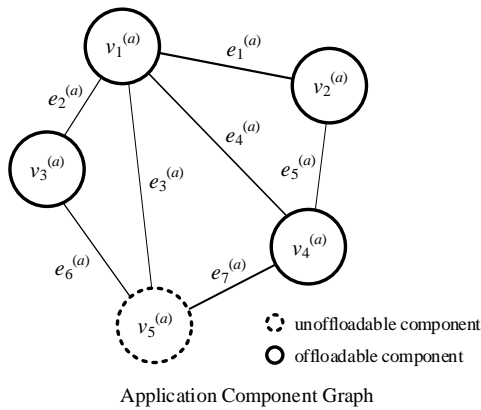 v₁⁽ᵃ⁾
e₁⁽ᵃ⁾
v₂⁽ᵃ⁾
e₂⁽ᵃ⁾
e₄⁽ᵃ⁾
v₃⁽ᵃ⁾
e₃⁽ᵃ⁾
e₅⁽ᵃ⁾
v₄⁽ᵃ⁾
e₆⁽ᵃ⁾
e₇⁽ᵃ⁾
v₅⁽ᵃ⁾
unoffloadable component
offloadable component
Application Component Graph